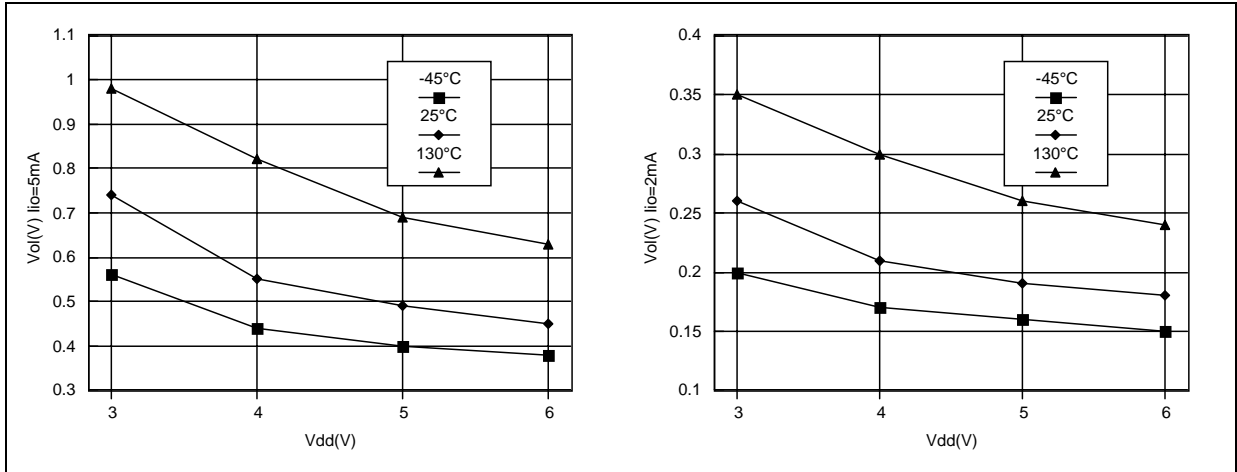 1.1
1
0.9
0.8
0.7
0.6
0.5
0.4
0.3
Vol(V) Iio=5mA
-45°C
25°C
130°C
3 4 5 6
Vdd(V)
0.4
0.35
0.3
0.25
0.2
0.15
0.1
Vol(V) Iio=2mA
-45°C
25°C
130°C
3 4 5 6
Vdd(V)